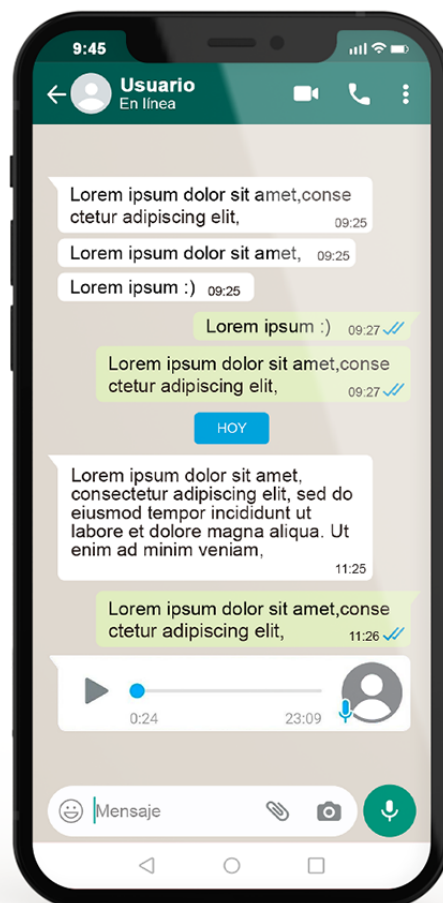 9:45
Usuario
En línea
Lorem ipsum dolor sit amet,conse
ctetur adipiscing elit,
09:25
Lorem ipsum dolor sit amet, 09:25
Lorem ipsum :) 09:25
Lorem ipsum :) 09:27
Lorem ipsum dolor sit amet,conse
ctetur adipiscing elit, 09:27
HOY
Lorem ipsum dolor sit amet,
consectetur adipiscing elit, sed do
eiusmod tempor incididunt ut
labore et dolore magna aliqua. Ut
enim ad minim veniam,
11:25
Lorem ipsum dolor sit amet,conse
ctetur adipiscing elit, 11:26
0:24 23:09
Mensaje